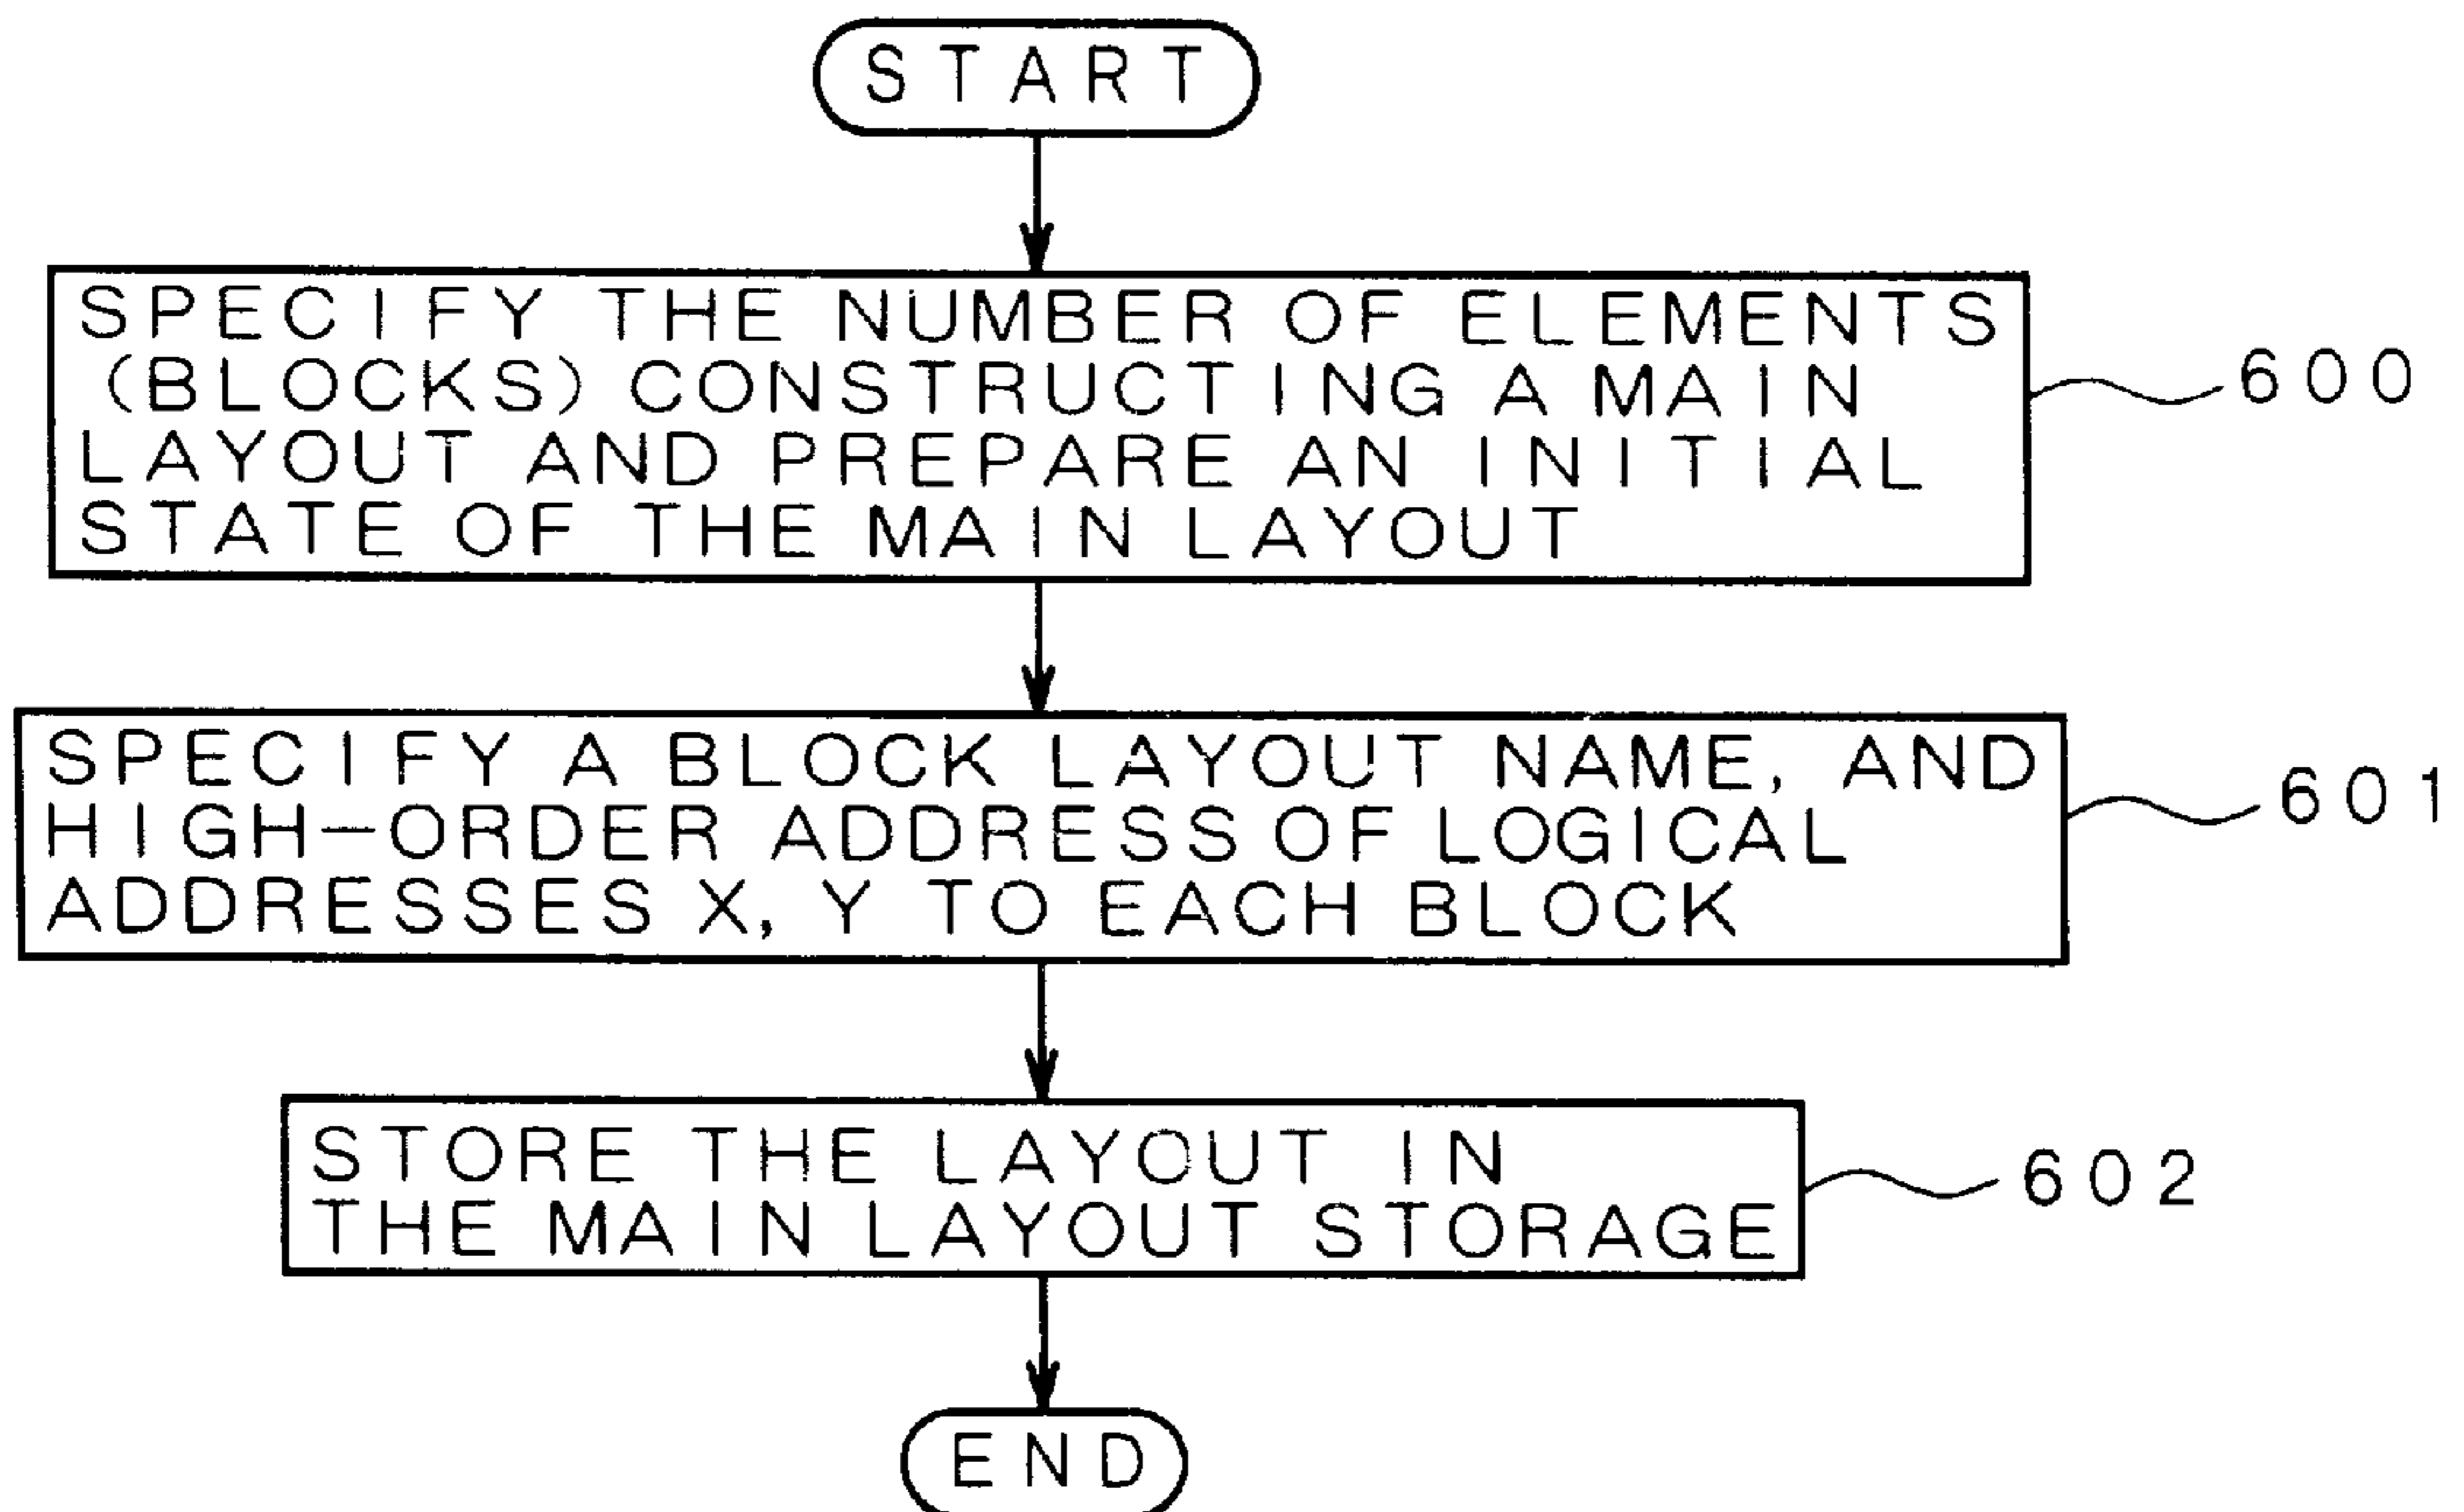 START
SPECIFY THE NUMBER OF ELEMENTS
(BLOCKS) CONSTRUCTING A MAIN
LAYOUT AND PREPARE AN INITIAL
STATE OF THE MAIN LAYOUT
600
SPECIFY A BLOCK LAYOUT NAME, AND
HIGH-ORDER ADDRESS OF LOGICAL
ADDRESSES X, Y TO EACH BLOCK
601
STORE THE LAYOUT IN
THE MAIN LAYOUT STORAGE
602
END